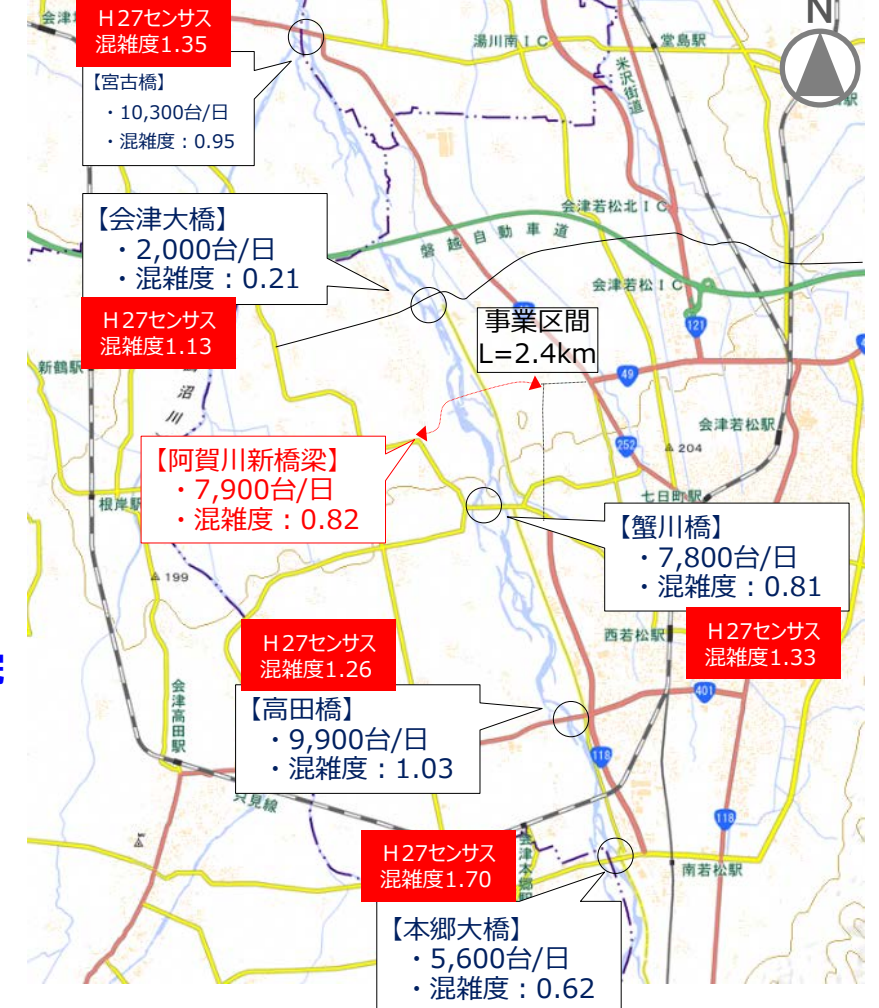 会津
H27センサス
混雑度1.35
【宮古橋】
・10,300台/日
・混雑度：0.95
湯川南IC
堂島駅
N
米沢街道
駅
会津若松北IC
磐越自動車道
【会津大橋】
・2,000台/日
・混雑度：0.21
会津若松IC
H27センサス
混雑度1.13
事業区間
L=2.4km
121
49
新鶴駅
沼川
会津若松駅
252
204
【阿賀川新橋梁】
・7,900台/日
・混雑度：0.82
七日町駅
根岸駅
【蟹川橋】
・7,800台/日
・混雑度：0.81
199
H27センサス
混雑度1.26
西若松駅
H27センサス
混雑度1.33
会津高田駅
【高田橋】
・9,900台/日
・混雑度：1.03
401
118
只見線
118
H27センサス
混雑度1.70
会津本郷駅
南若松駅
【本郷大橋】
・5,600台/日
・混雑度：0.62